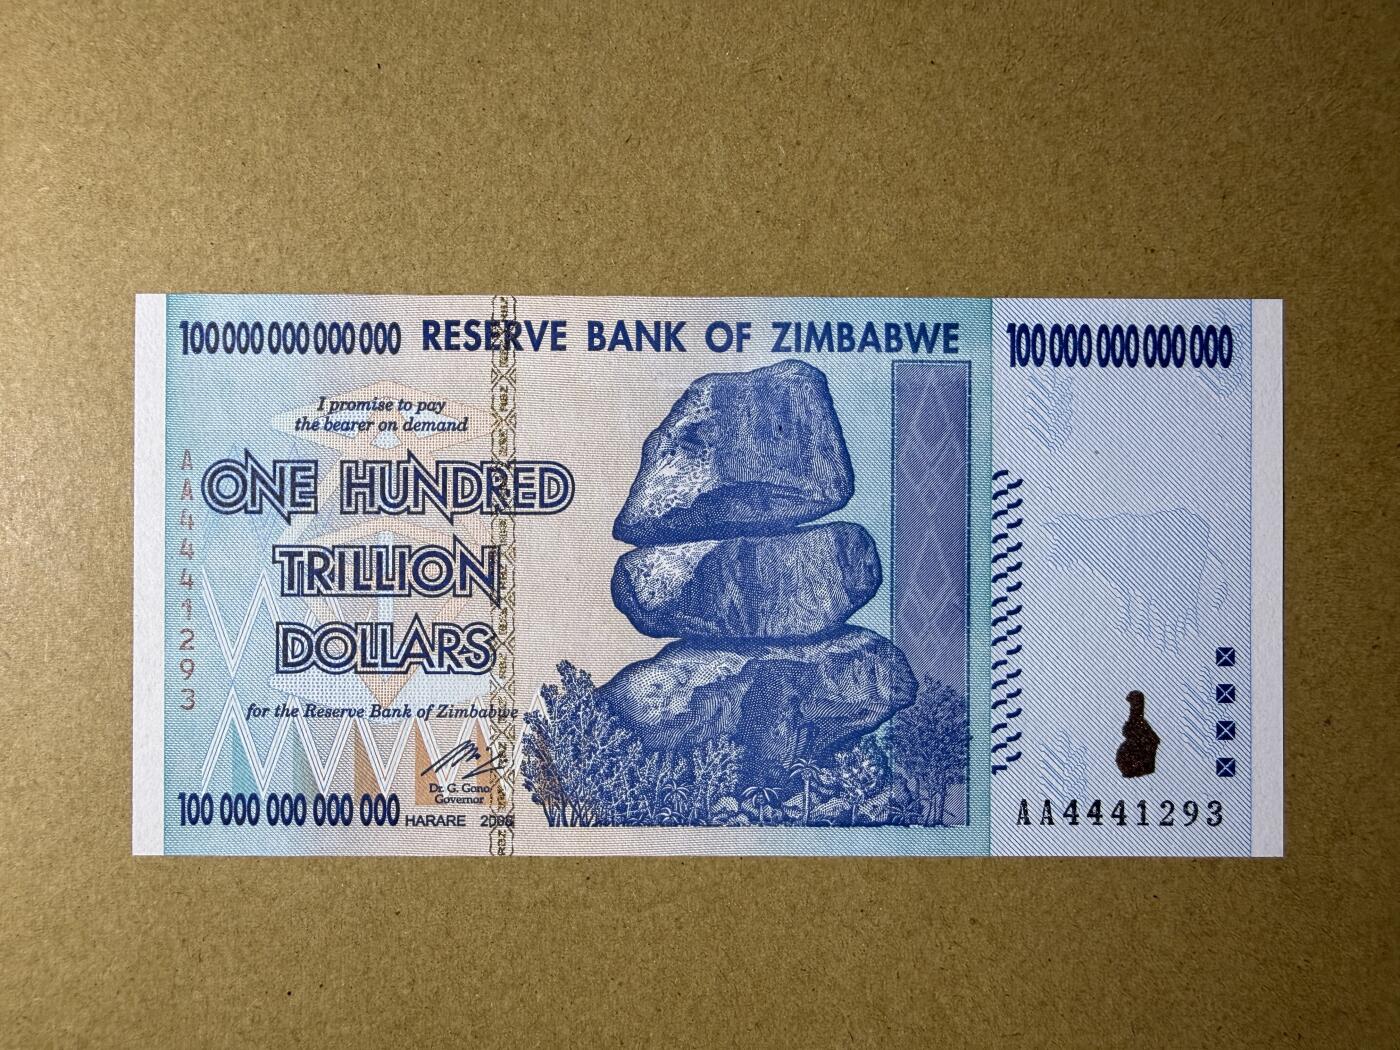 100 000 000 000 000 RESERVE BANK OF ZIMBABWE 100 000 000 000 000
I promise to pay
the bearer on demand
ONE HUNDRED
TRILLION
DOLLARS
for the Reserve Bank of Zimbabwe
Dr. G. Gono
Governor
100 000 000 000 000 HARARE 2008
AA4441293
AA4441293